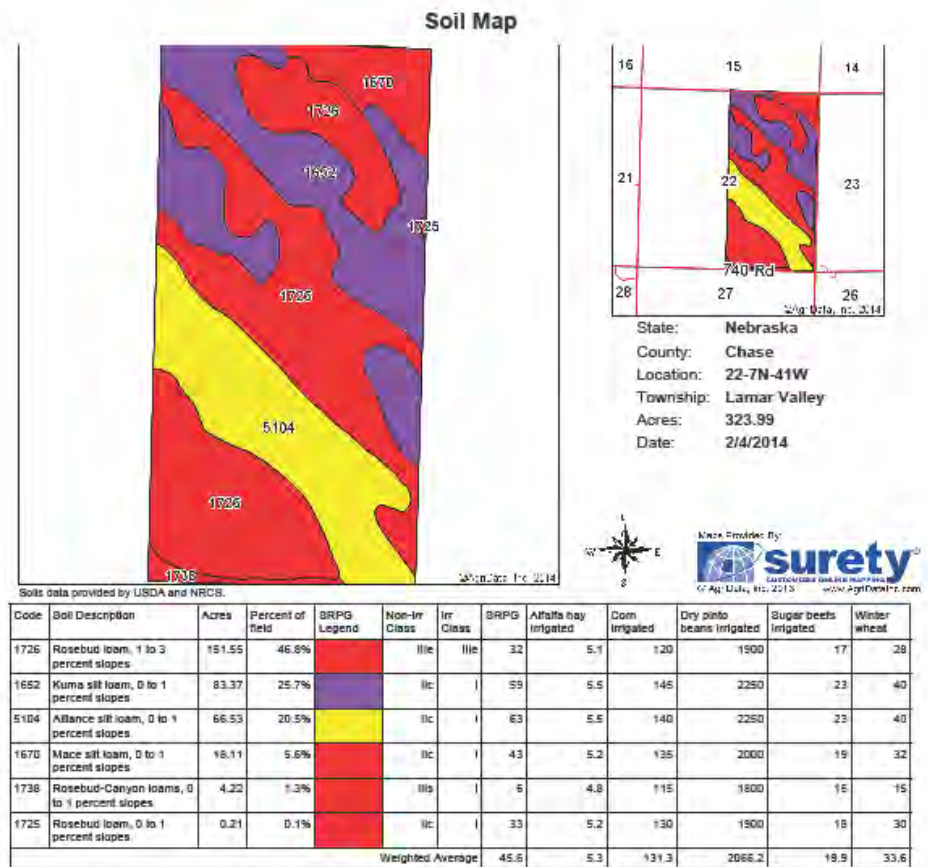 Soil Map
1670
1726
1652
1725
1726
5104
1726
1738
©AgriData, Inc. 2014
16
15
14
21
22
23
740 Rd
28
27
26
©AgriData, Inc. 2014
State: Nebraska
County: Chase
Location: 22-7N-41W
Township: Lamar Valley
Acres: 323.99
Date: 2/4/2014
W E
S
Maps Provided By:
surety®
CUSTOMIZED ONLINE MAPPING
© AgriData, Inc. 2013 www.AgriDataInc.com
Soils data provided by USDA and NRCS.
Code Soil Description Acres Percent of field SRPG Legend Non-Irr Class Irr Class SRPG Alfalfa hay Irrigated Corn Irrigated Dry pinto beans Irrigated Sugar beets Irrigated Winter wheat
1726 Rosebud loam, 1 to 3 percent slopes 151.55 46.8% IIIe IIIe 32 5.1 120 1900 17 28
1652 Kuma silt loam, 0 to 1 percent slopes 83.37 25.7% IIc I 59 5.5 145 2250 23 40
5104 Alliance silt loam, 0 to 1 percent slopes 66.53 20.5% IIc I 63 5.5 140 2250 23 40
1670 Mace silt loam, 0 to 1 percent slopes 18.11 5.6% IIc I 43 5.2 135 2000 19 32
1738 Rosebud-Canyon loams, 0 to 1 percent slopes 4.22 1.3% IIIs I 6 4.8 115 1800 15 15
1725 Rosebud loam, 0 to 1 percent slopes 0.21 0.1% IIc I 33 5.2 130 1900 18 30
Weighted Average 45.6 5.3 131.3 2066.2 19.9 33.6